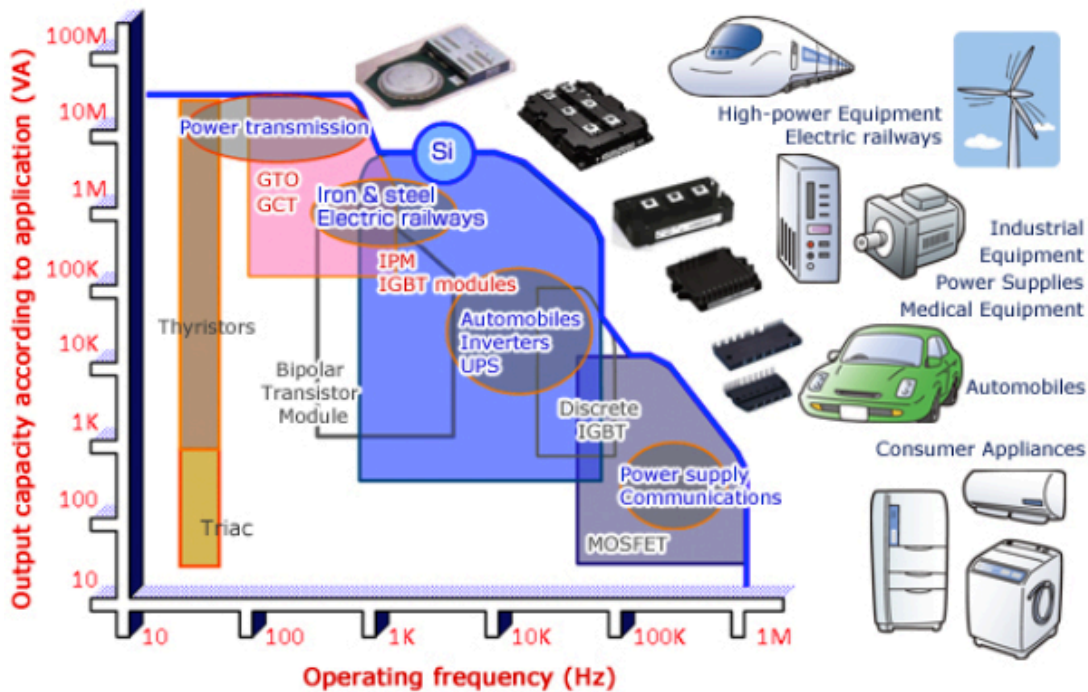 Output capacity according to application (VA)
100M
10M
1M
100K
10K
1K
100
10
Power transmission
GTO
GCT
Si
Iron & steel
Electric railways
IPM
IGBT modules
Thyristors
Bipolar
Transistor
Module
Automobiles
Inverters
UPS
Discrete
IGBT
Power supply
Communications
MOSFET
Triac
10
100
1K
10K
100K
1M
Operating frequency (Hz)
High-power Equipment
Electric railways
Industrial
Equipment
Power Supplies
Medical Equipment
Automobiles
Consumer Appliances